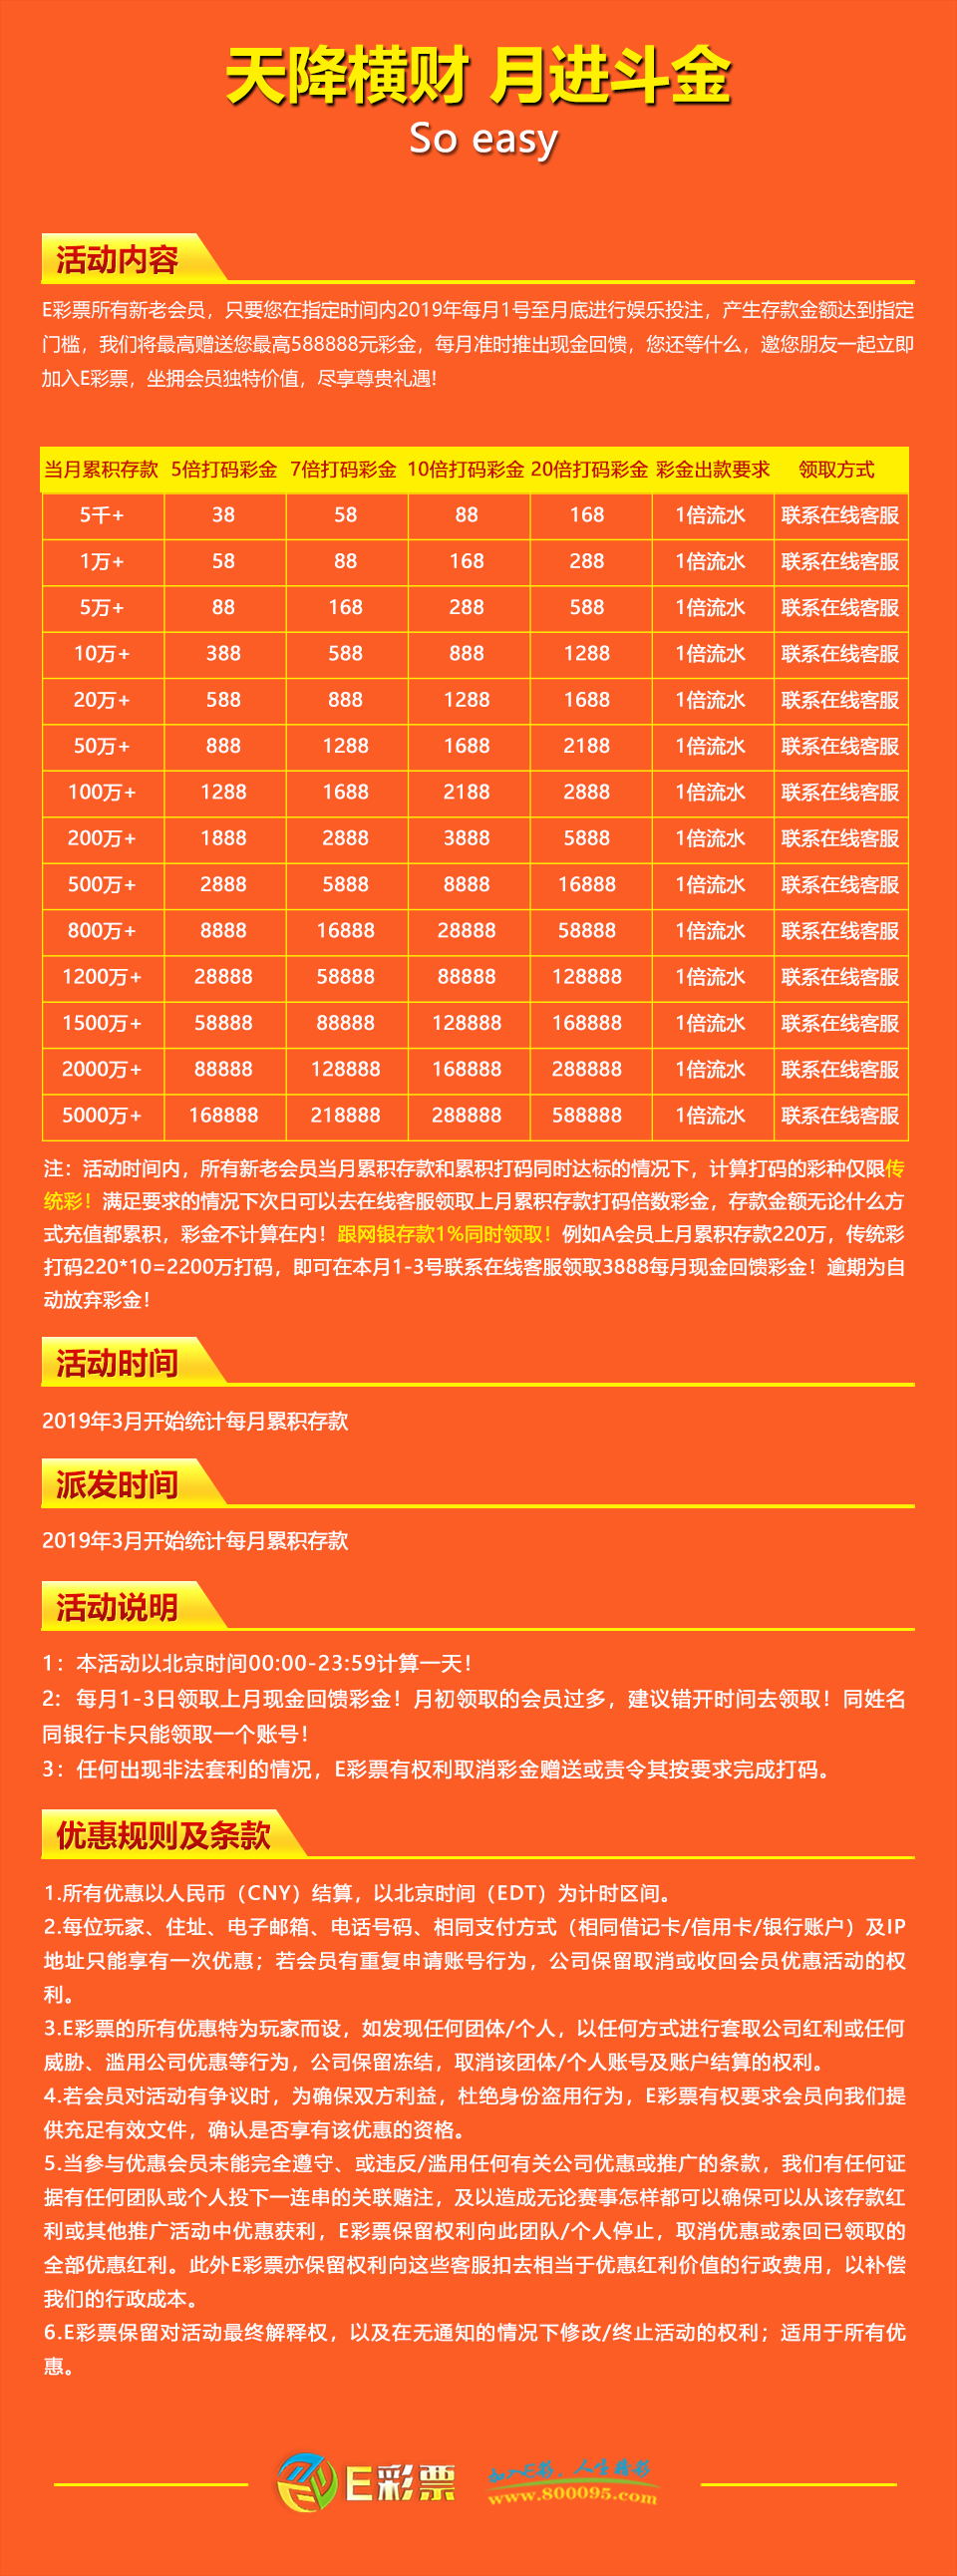 天降横财 月进斗金
So easy
活动内容
E彩票所有新老会员，只要您在指定时间内2019年每月1号至月底进行娱乐投注，产生存款金额达到指定
门槛，我们将最高赠送您最高588888元彩金，每月准时推出现金回馈，您还等什么，邀您朋友一起立即
加入E彩票，坐拥会员独特价值，尽享尊贵礼遇!
当月累积存款 5倍打码彩金 7倍打码彩金 10倍打码彩金 20倍打码彩金 彩金出款要求 领取方式
5千+ 38 58 88 168 1倍流水 联系在线客服
1万+ 58 88 168 288 1倍流水 联系在线客服
5万+ 88 168 288 588 1倍流水 联系在线客服
10万+ 388 588 888 1288 1倍流水 联系在线客服
20万+ 588 888 1288 1688 1倍流水 联系在线客服
50万+ 888 1288 1688 2188 1倍流水 联系在线客服
100万+ 1288 1688 2188 2888 1倍流水 联系在线客服
200万+ 1888 2888 3888 5888 1倍流水 联系在线客服
500万+ 2888 5888 8888 16888 1倍流水 联系在线客服
800万+ 8888 16888 28888 58888 1倍流水 联系在线客服
1200万+ 28888 58888 88888 128888 1倍流水 联系在线客服
1500万+ 58888 88888 128888 168888 1倍流水 联系在线客服
2000万+ 88888 128888 168888 288888 1倍流水 联系在线客服
5000万+ 168888 218888 288888 588888 1倍流水 联系在线客服
注：活动时间内，所有新老会员当月累积存款和累积打码同时达标的情况下，计算打码的彩种仅限传
统彩！满足要求的情况下次日可以去在线客服领取上月累积存款打码倍数彩金，存款金额无论什么方
式充值都累积，彩金不计算在内！跟网银存款1%同时领取！例如A会员上月累积存款220万，传统彩
打码220*10=2200万打码，即可在本月1-3号联系在线客服领取3888每月现金回馈彩金！逾期为自
动放弃彩金！
活动时间
2019年3月开始统计每月累积存款
派发时间
2019年3月开始统计每月累积存款
活动说明
1：本活动以北京时间00:00-23:59计算一天！
2：每月1-3日领取上月现金回馈彩金！月初领取的会员过多，建议错开时间去领取！同姓名
同银行卡只能领取一个账号！
3：任何出现非法套利的情况，E彩票有权利取消彩金赠送或责令其按要求完成打码。
优惠规则及条款
1.所有优惠以人民币（CNY）结算，以北京时间（EDT）为计时区间。
2.每位玩家、住址、电子邮箱、电话号码、相同支付方式（相同借记卡/信用卡/银行账户）及IP
地址只能享有一次优惠；若会员有重复申请账号行为，公司保留取消或收回会员优惠活动的权
利。
3.E彩票的所有优惠特为玩家而设，如发现任何团体/个人，以任何方式进行套取公司红利或任何
威胁、滥用公司优惠等行为，公司保留冻结，取消该团体/个人账号及账户结算的权利。
4.若会员对活动有争议时，为确保双方利益，杜绝身份盗用行为，E彩票有权要求会员向我们提
供充足有效文件，确认是否享有该优惠的资格。
5.当参与优惠会员未能完全遵守、或违反/滥用任何有关公司优惠或推广的条款，我们有任何证
据有任何团队或个人投下一连串的关联赌注，及以造成无论赛事怎样都可以确保可以从该存款红
利或其他推广活动中优惠获利，E彩票保留权利向此团队/个人停止，取消优惠或索回已领取的
全部优惠红利。此外E彩票亦保留权利向这些客服扣去相当于优惠红利价值的行政费用，以补偿
我们的行政成本。
6.E彩票保留对活动最终解释权，以及在无通知的情况下修改/终止活动的权利；适用于所有优
惠。
E彩票
加入E彩，人生精彩
www.800095.com